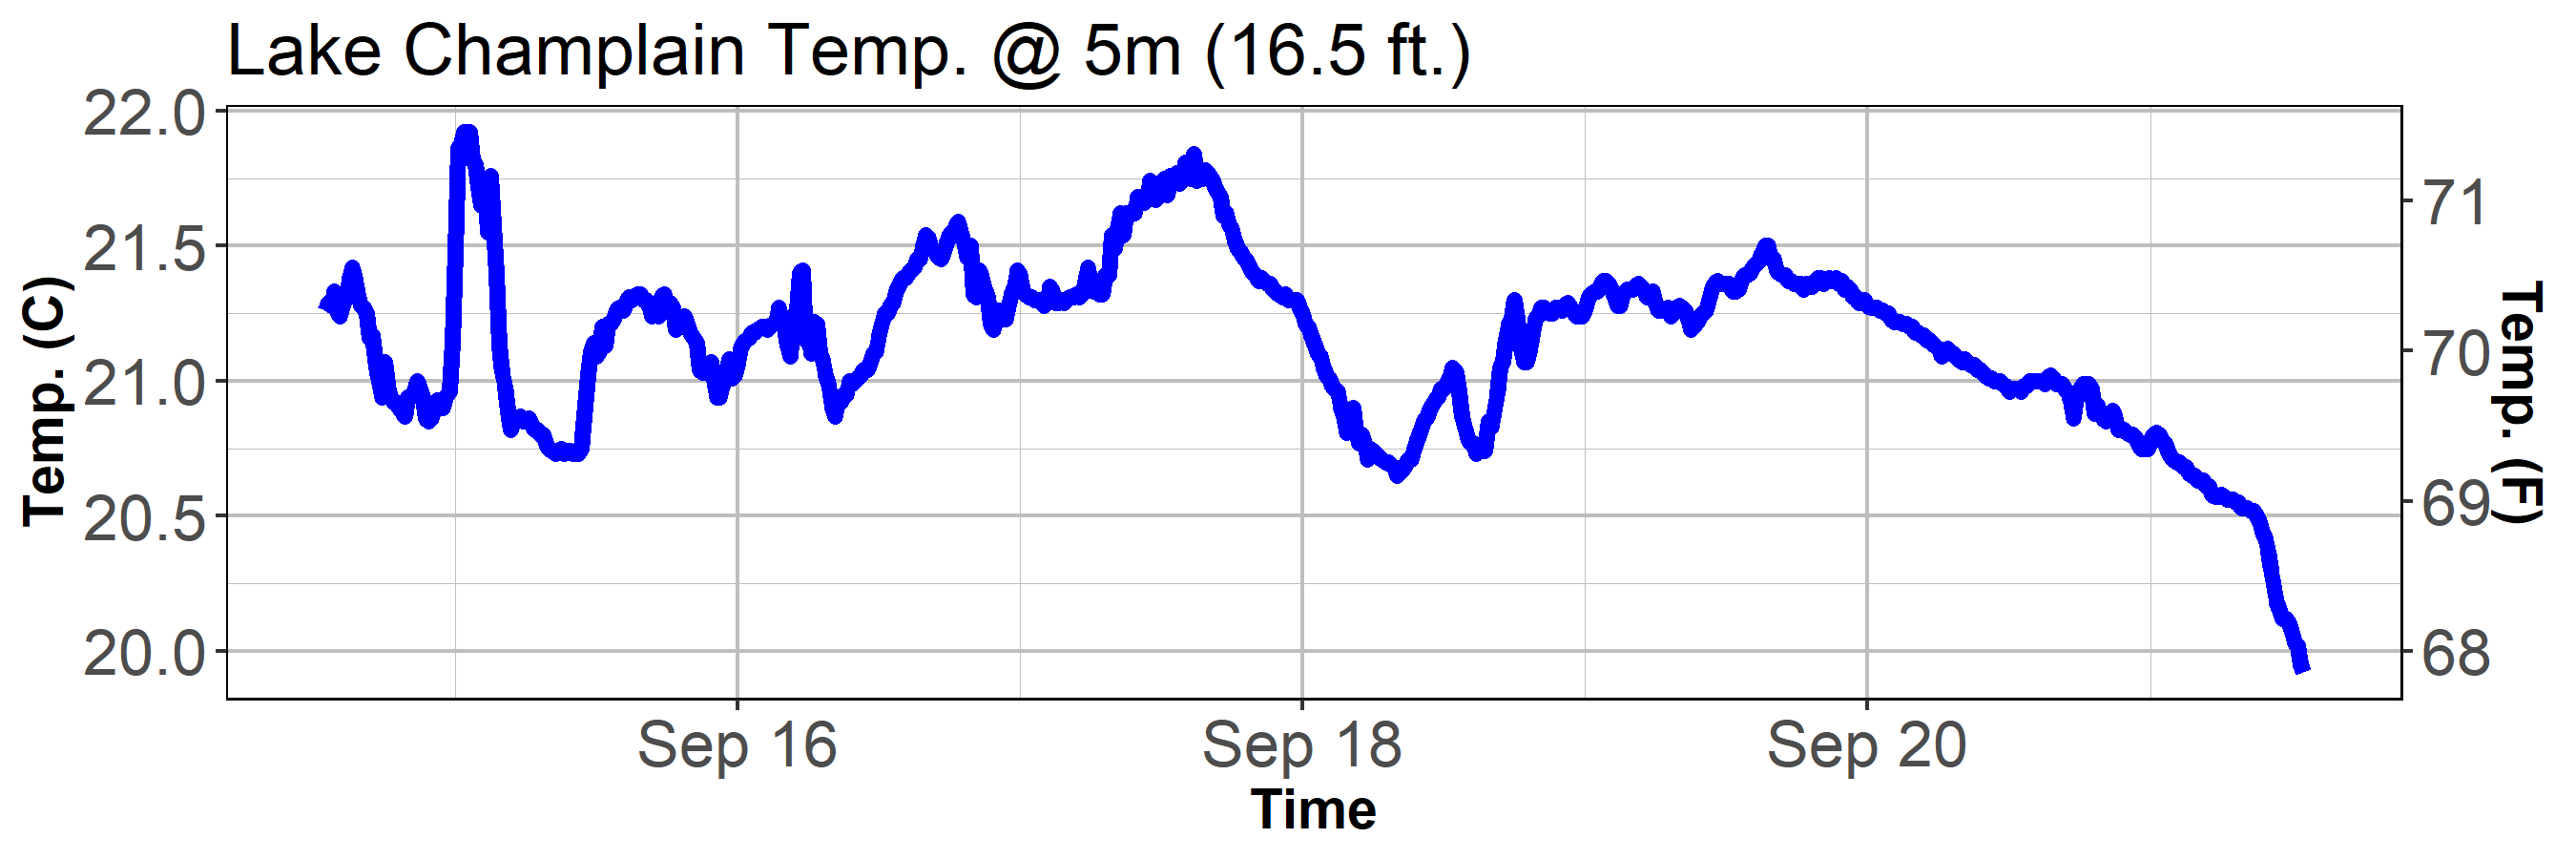 Lake Champlain Temp. @ 5m (16.5 ft.)
22.0
21.5
21.0
20.5
20.0
Temp. (C)
71
70
69
68
Temp. (F)
Sep 16 Sep 18 Sep 20
Time